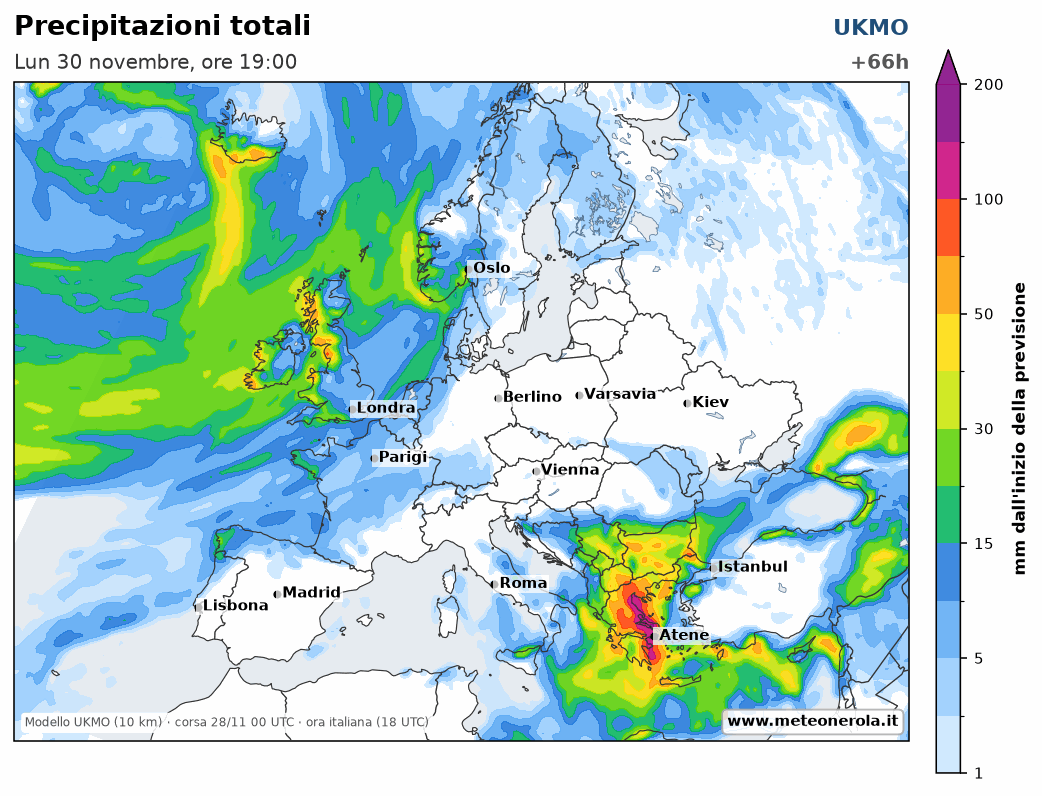 Precipitazioni totali
UKMO
Lun 30 novembre, ore 19:00
+66h
200
100
50
30
15
5
1
mm dall'inizio della previsione
Oslo
Londra
Berlino
Varsavia
Kiev
Parigi
Vienna
Roma
Istanbul
Madrid
Lisbona
Atene
Modello UKMO (10 km) · corsa 28/11 00 UTC · ora italiana (18 UTC)
www.meteonerola.it